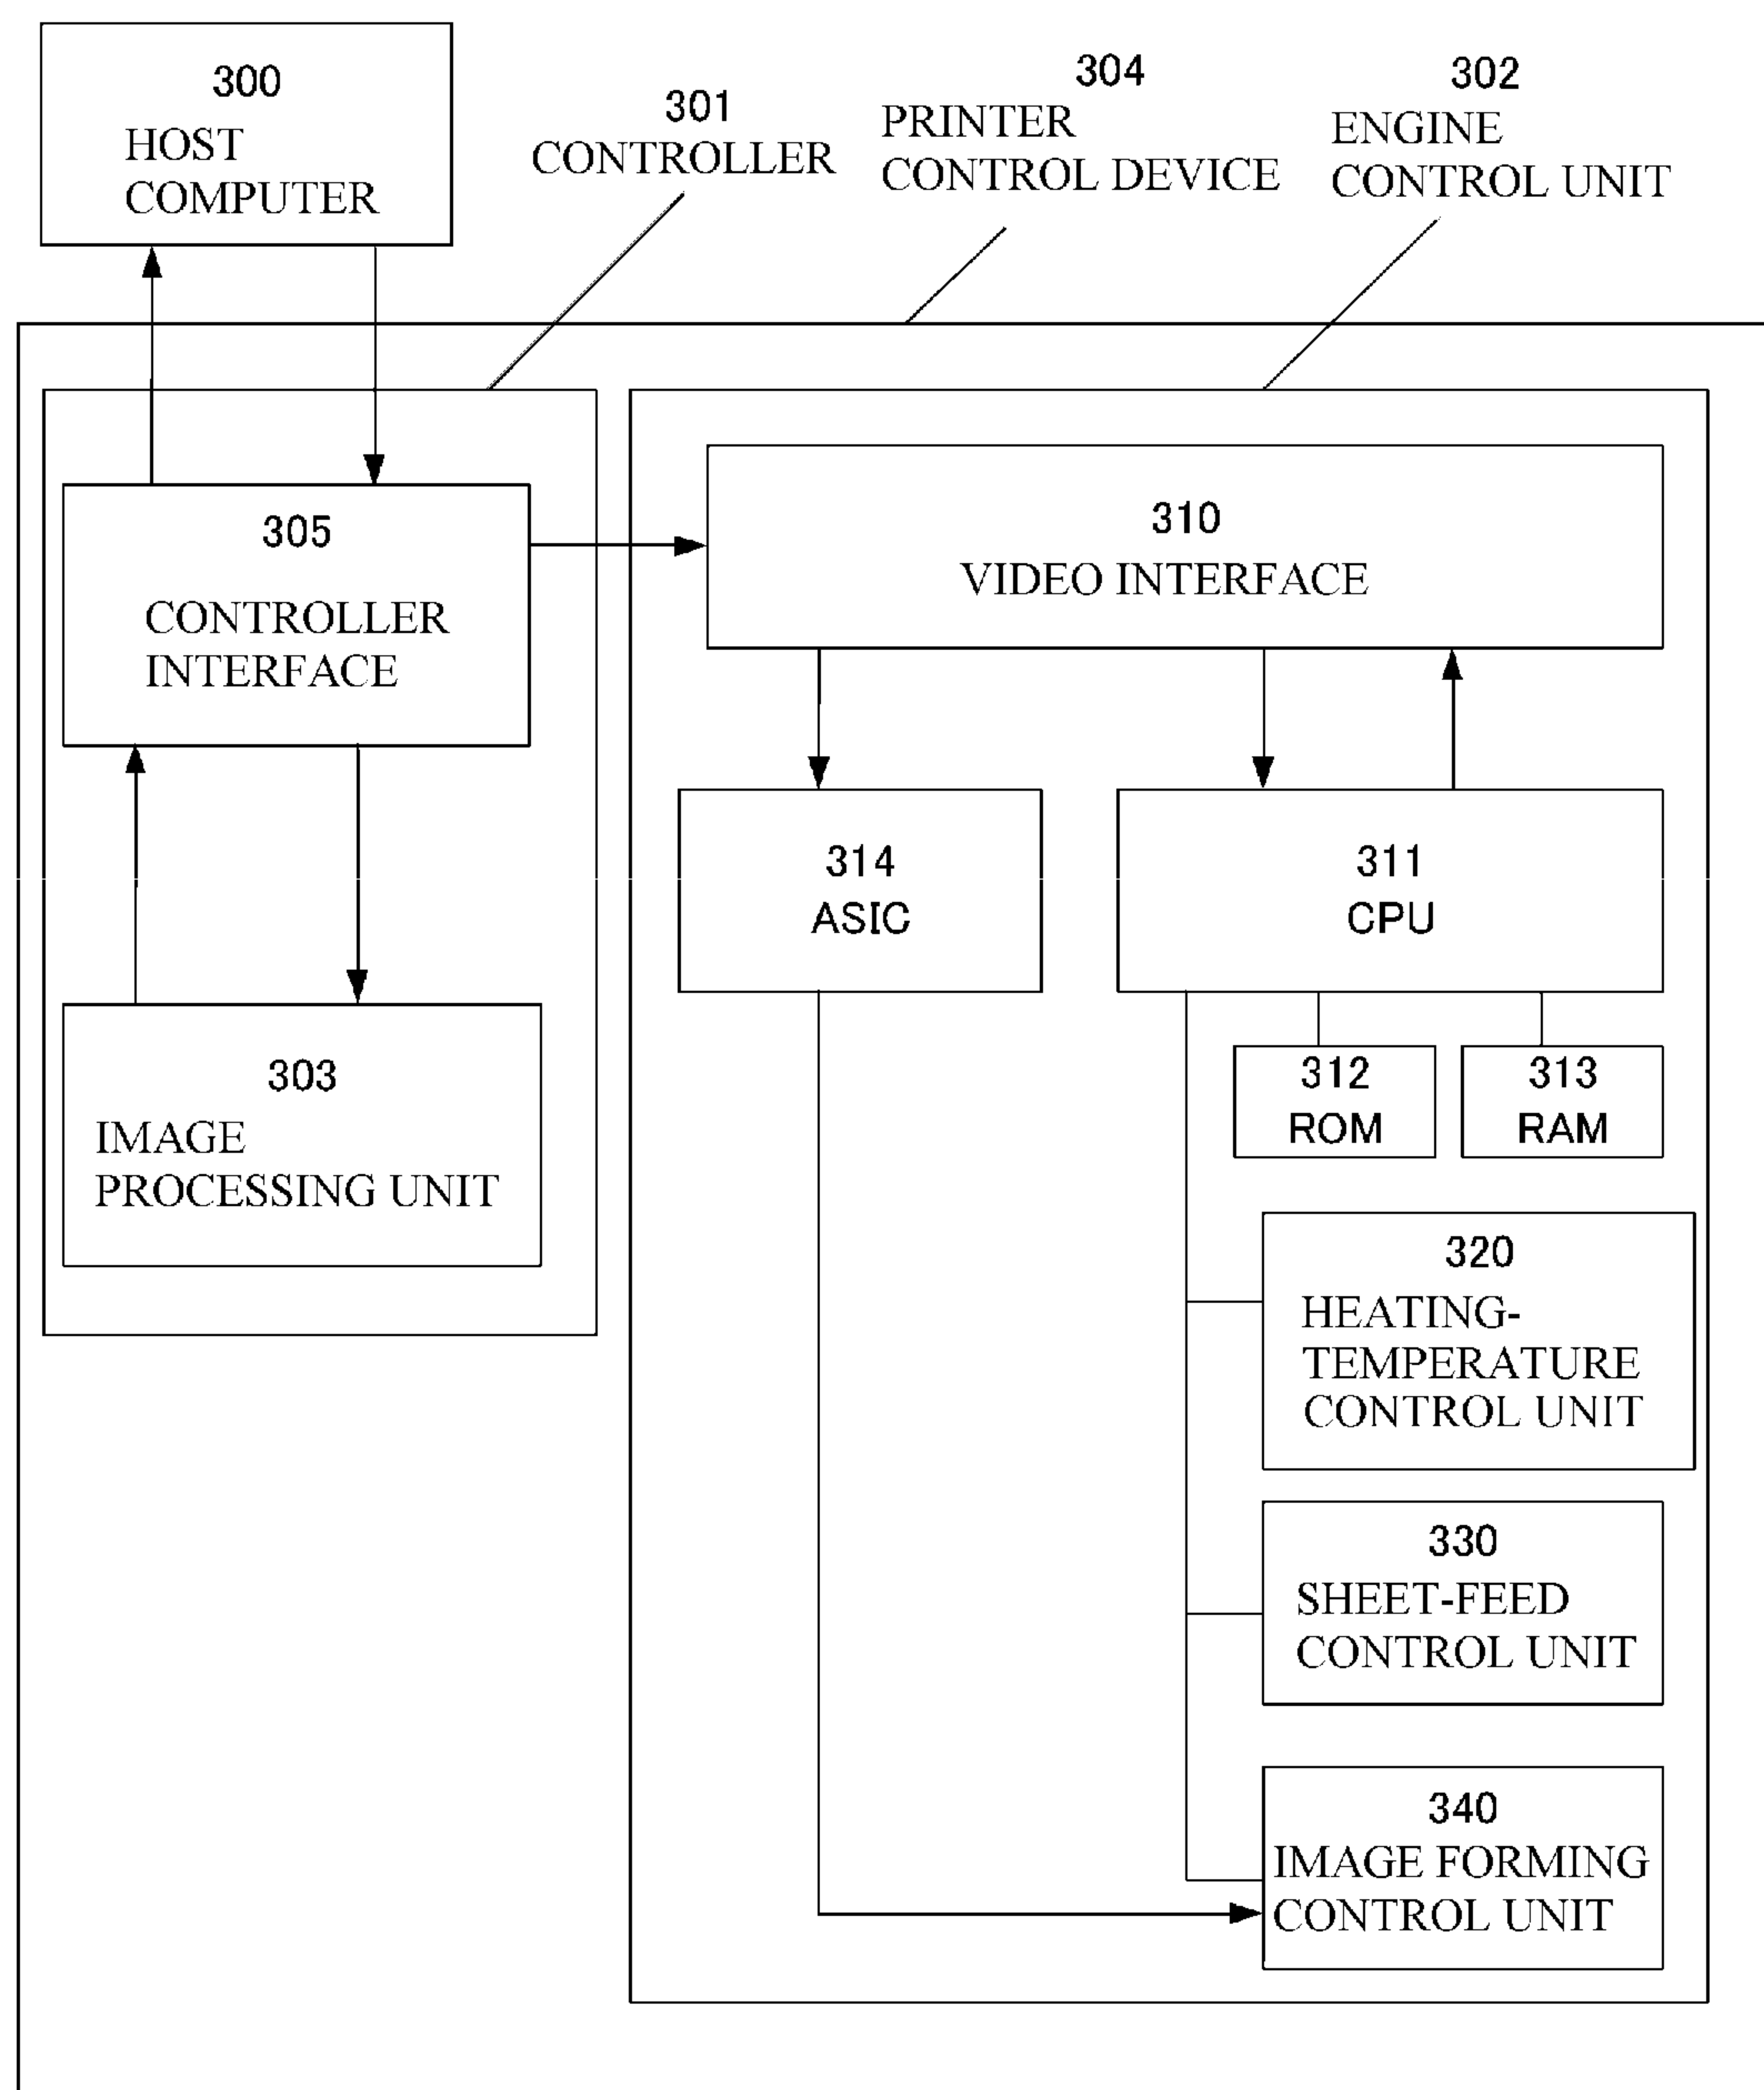 300
HOST
COMPUTER
301
CONTROLLER
304
PRINTER
CONTROL DEVICE
302
ENGINE
CONTROL UNIT
305
CONTROLLER
INTERFACE
310
VIDEO INTERFACE
314
ASIC
311
CPU
303
IMAGE
PROCESSING UNIT
312
ROM
313
RAM
320
HEATING-
TEMPERATURE
CONTROL UNIT
330
SHEET-FEED
CONTROL UNIT
340
IMAGE FORMING
CONTROL UNIT